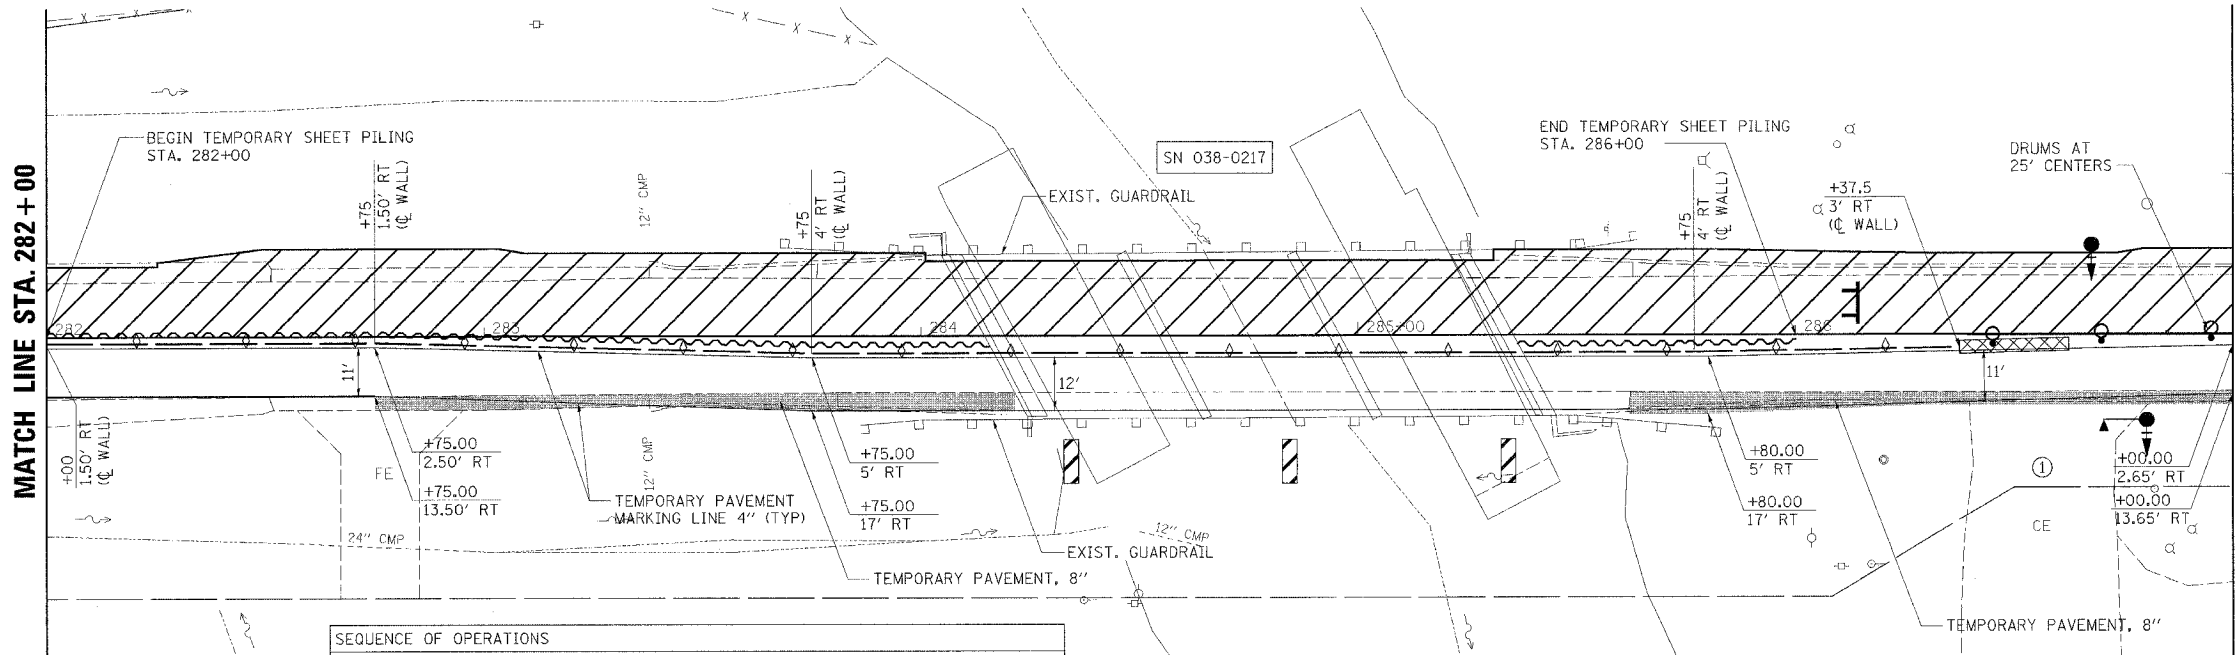 MATCH LINE STA. 282+00
BEGIN TEMPORARY SHEET PILING
STA. 282+00
+75
1.50' RT
(℄ WALL)
12" CMP
+75
4' RT
(℄ WALL)
EXIST. GUARDRAIL
SN 038-0217
END TEMPORARY SHEET PILING
STA. 286+00
+75
4' RT
(℄ WALL)
+37.5
3' RT
(℄ WALL)
DRUMS AT
25' CENTERS
X
X
X
X
X
282
283
284
285+00
286
11'
12'
11'
+00
1.50' RT
(℄ WALL)
+75.00
2.50' RT
FE
+75.00
13.50' RT
12" CMP
TEMPORARY PAVEMENT
MARKING LINE 4" (TYP)
+75.00
5' RT
+75.00
17' RT
24" CMP
12" CMP
EXIST. GUARDRAIL
TEMPORARY PAVEMENT, 8"
+80.00
5' RT
+80.00
17' RT
1
+00.00
2.65' RT
+00.00
13.65' RT
CE
TEMPORARY PAVEMENT, 8"
SEQUENCE OF OPERATIONS